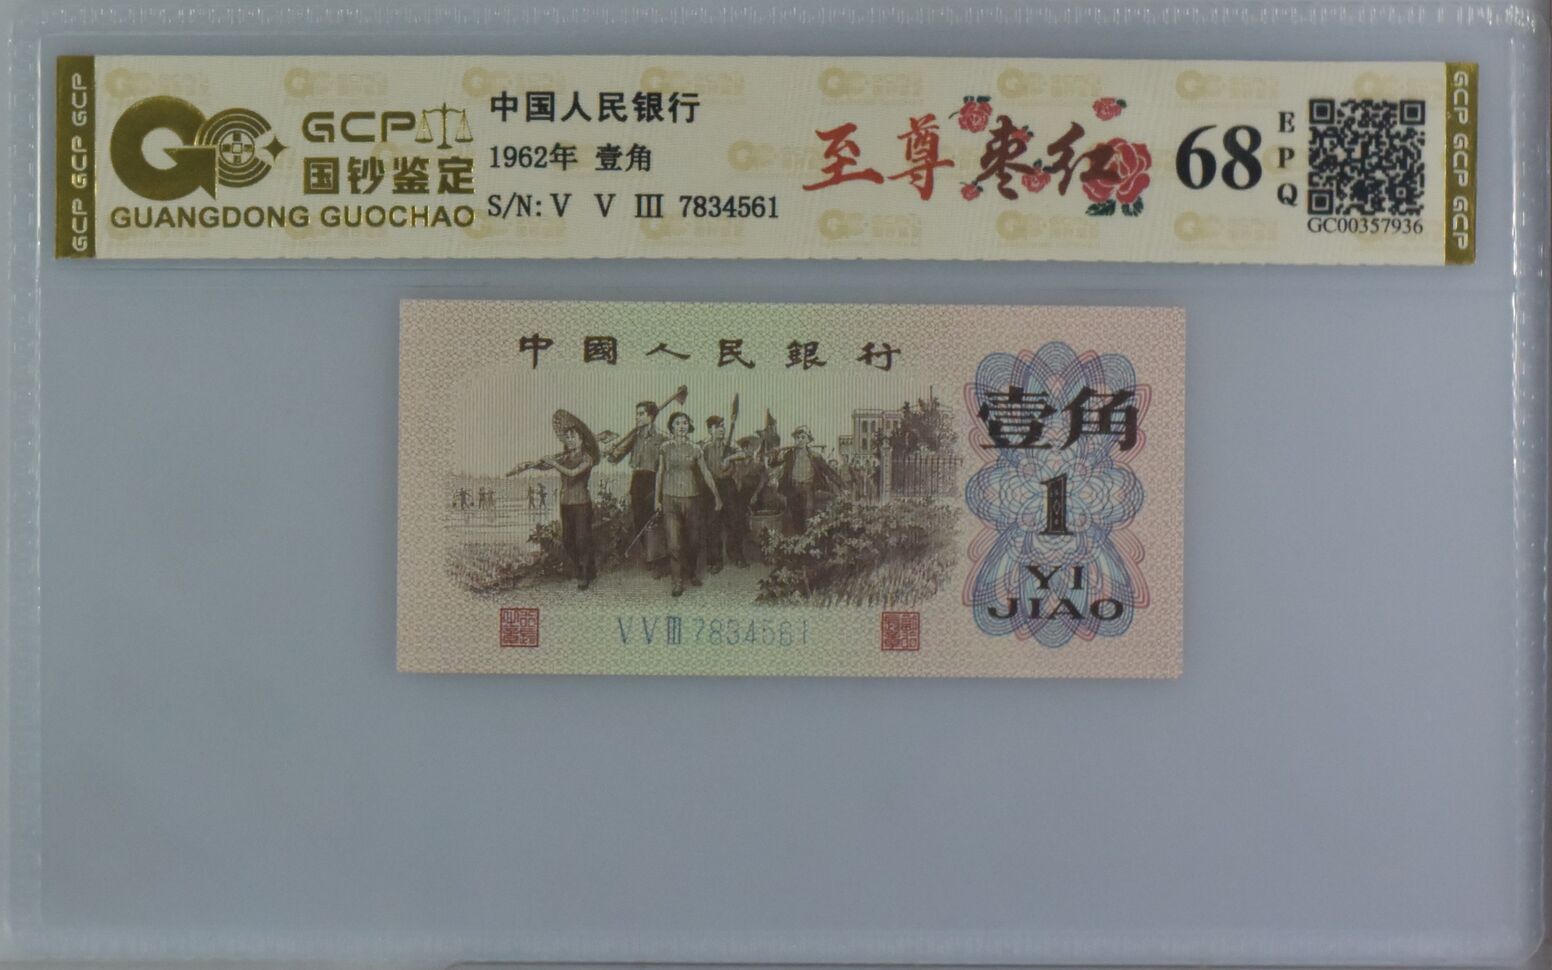 GCP GCP GCP
GCP
国钞鉴定
GUANGDONG GUOCHAO
中国人民银行
1962年 壹角
S/N: V V III 7834561
至尊枣红
68
E
P
Q
GC00357936
GCP GCP GCP
中國人民銀行
壹角
1
YI
JIAO
V V III 7834561